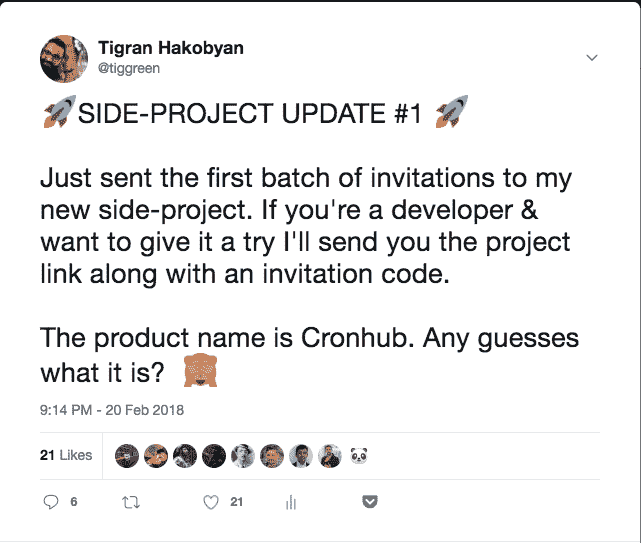 Tigran Hakobyan
@tiggreen
🚀SIDE-PROJECT UPDATE #1 🚀
Just sent the first batch of invitations to my
new side-project. If you're a developer &
want to give it a try I'll send you the project
link along with an invitation code.
The product name is Cronhub. Any guesses
what it is? 🙈
9:14 PM - 20 Feb 2018
21 Likes
6 21